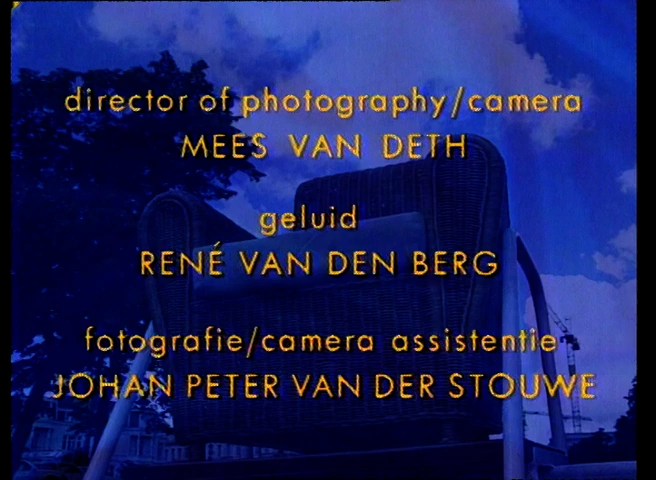 director of photography/camera
MEES VAN DETH
geluid
RENÉ VAN DEN BERG
fotografie/camera assistentie
JOHAN PETER VAN DER STOUWE